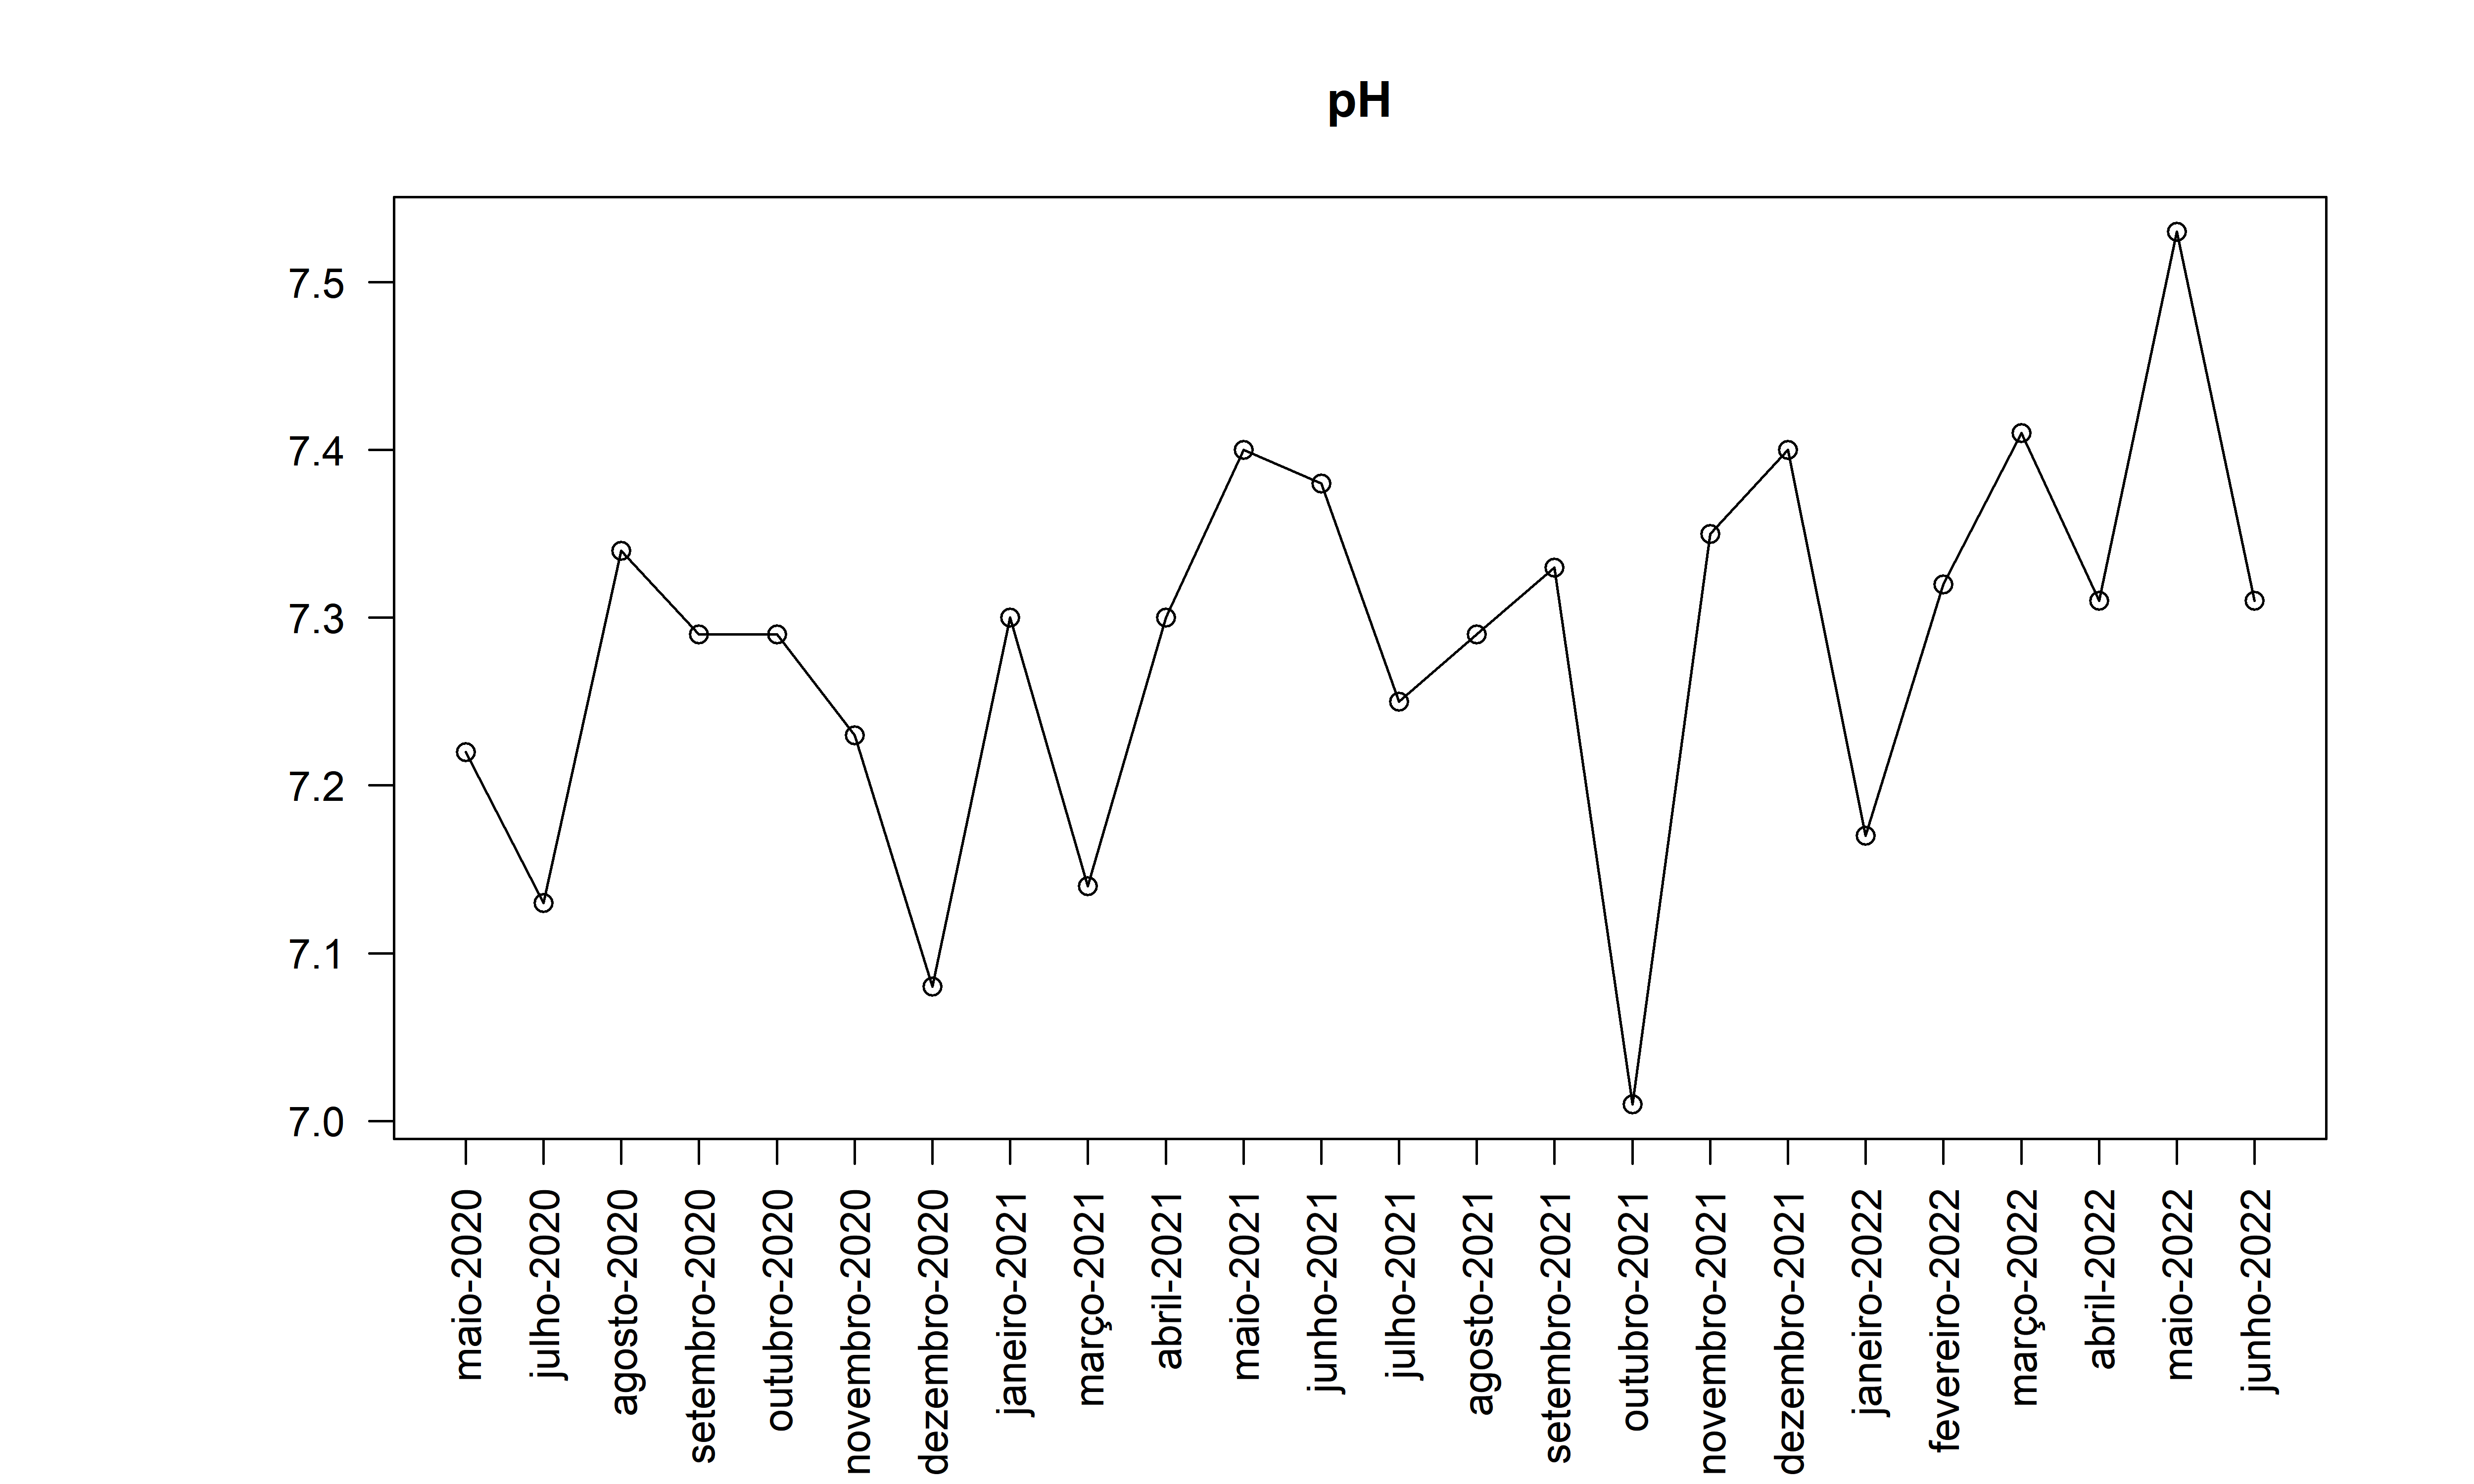 pH
7.5
7.4
7.3
7.2
7.1
7.0
maio-2020
julho-2020
agosto-2020
setembro-2020
outubro-2020
novembro-2020
dezembro-2020
janeiro-2021
março-2021
abril-2021
maio-2021
junho-2021
julho-2021
agosto-2021
setembro-2021
outubro-2021
novembro-2021
dezembro-2021
janeiro-2022
fevereiro-2022
março-2022
abril-2022
maio-2022
junho-2022